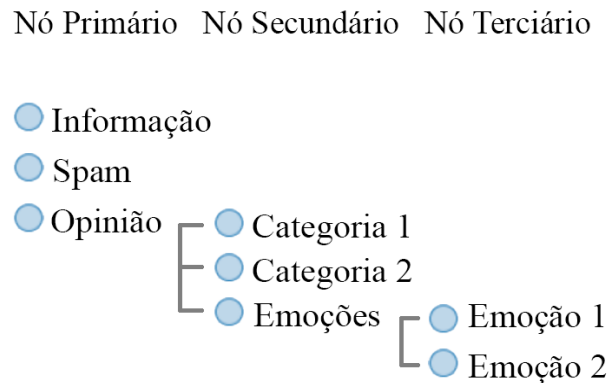 Nó Primário Nó Secundário Nó Terciário
Informação
Spam
Opinião
Categoria 1
Categoria 2
Emoções
Emoção 1
Emoção 2